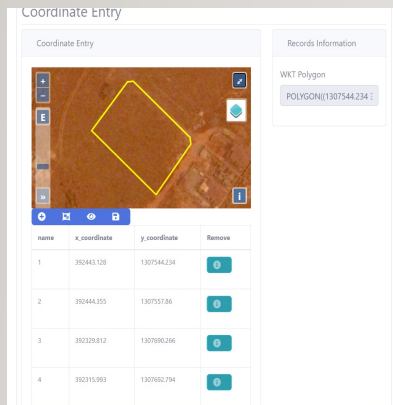 Coordinate Entry
Coordinate Entry
+
−
E
»
i
name x_coordinate y_coordinate Remove
1 392443.128 1307544.234
2 392444.355 1307557.86
3 392329.812 1307690.266
4 392315.993 1307692.794
Records Information
WKT Polygon
POLYGON((1307544.234